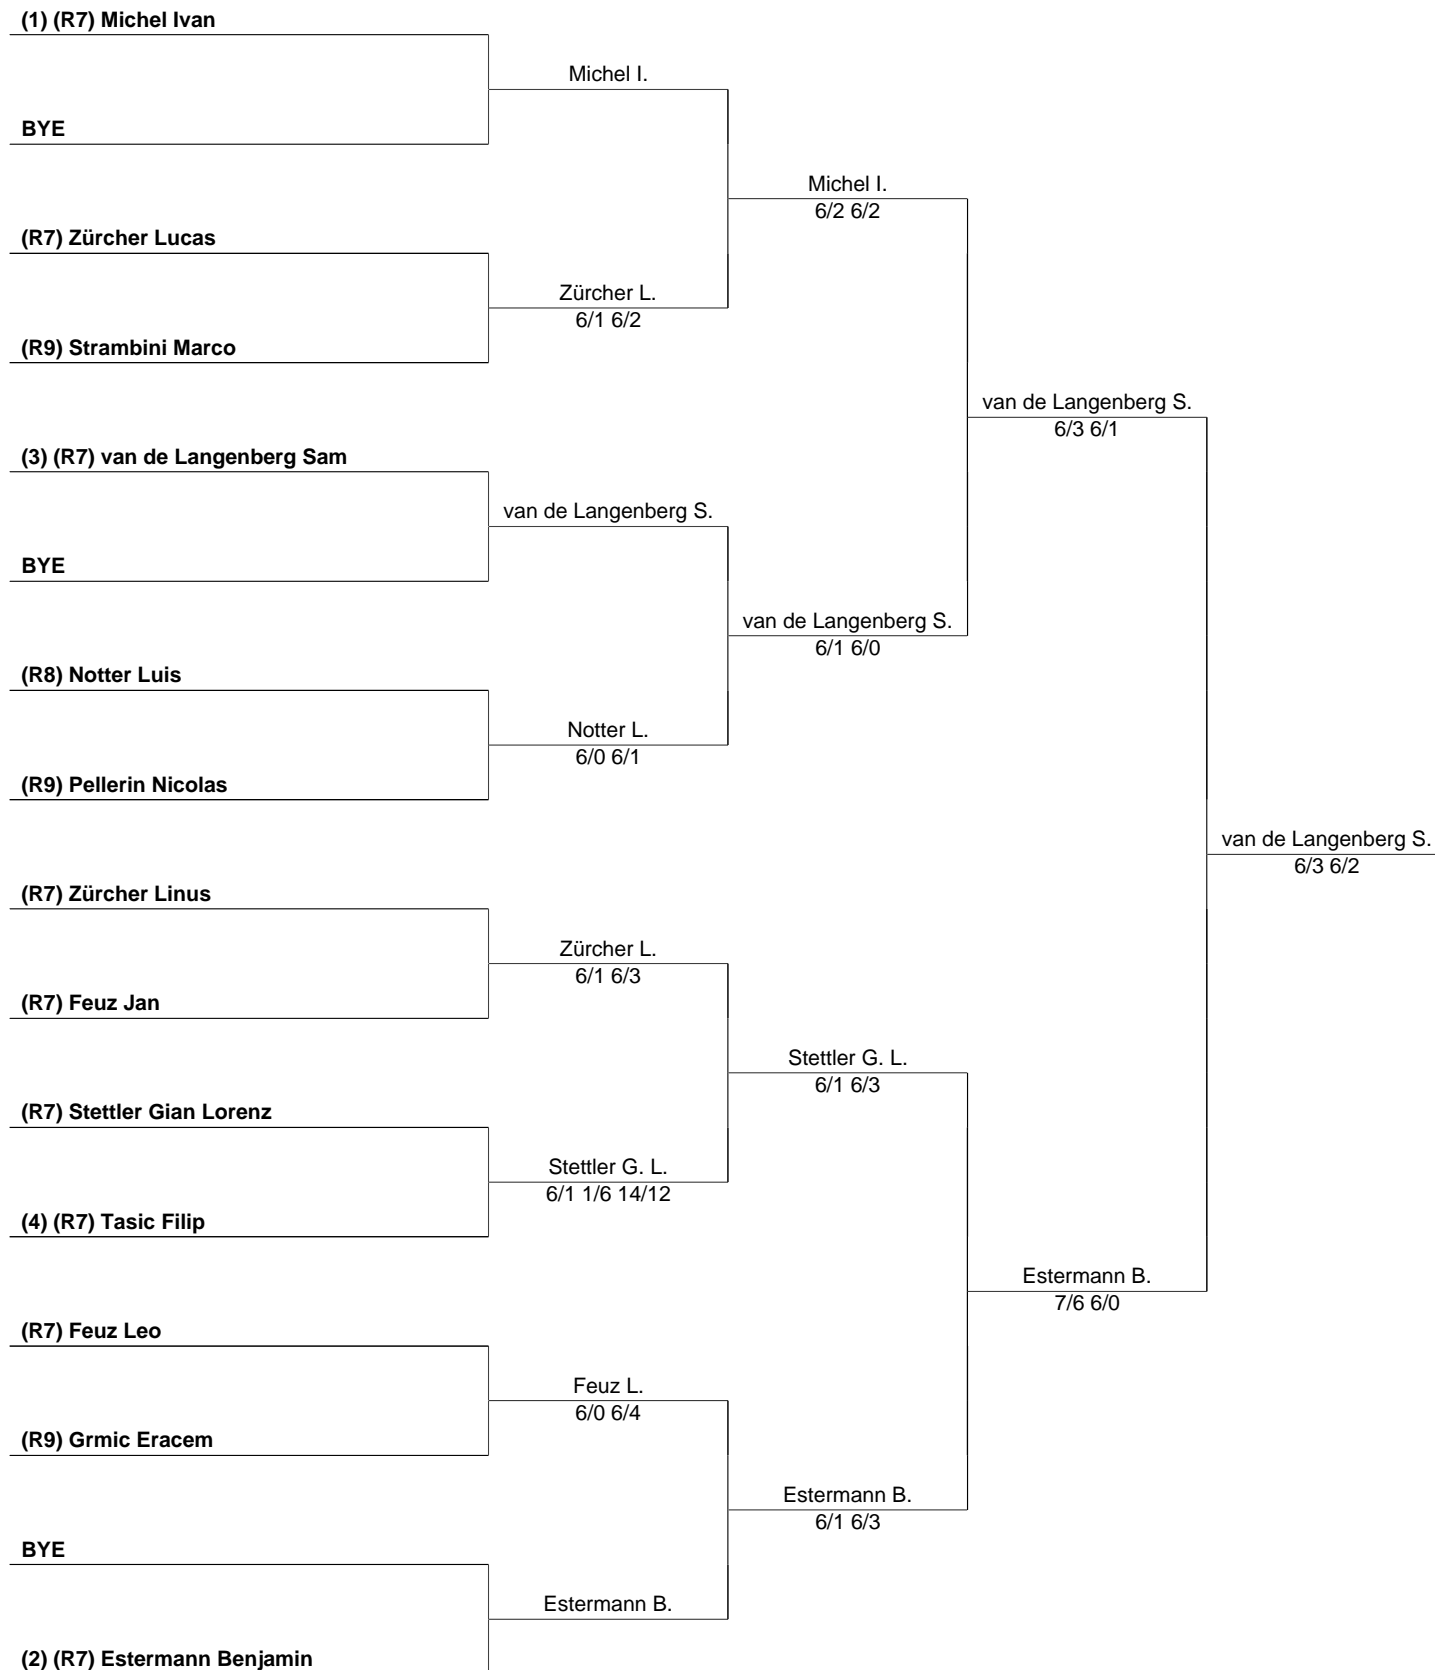 (1) (R7) Michel Ivan
Michel I.
BYE
Michel I.
6/2 6/2
(R7) Zürcher Lucas
Zürcher L.
6/1 6/2
(R9) Strambini Marco
van de Langenberg S.
6/3 6/1
(3) (R7) van de Langenberg Sam
van de Langenberg S.
BYE
van de Langenberg S.
6/1 6/0
(R8) Notter Luis
Notter L.
6/0 6/1
(R9) Pellerin Nicolas
van de Langenberg S.
6/3 6/2
(R7) Zürcher Linus
Zürcher L.
6/1 6/3
(R7) Feuz Jan
Stettler G. L.
6/1 6/3
(R7) Stettler Gian Lorenz
Stettler G. L.
6/1 1/6 14/12
(4) (R7) Tasic Filip
Estermann B.
7/6 6/0
(R7) Feuz Leo
Feuz L.
6/0 6/4
(R9) Grmic Eracem
Estermann B.
6/1 6/3
BYE
Estermann B.
(2) (R7) Estermann Benjamin